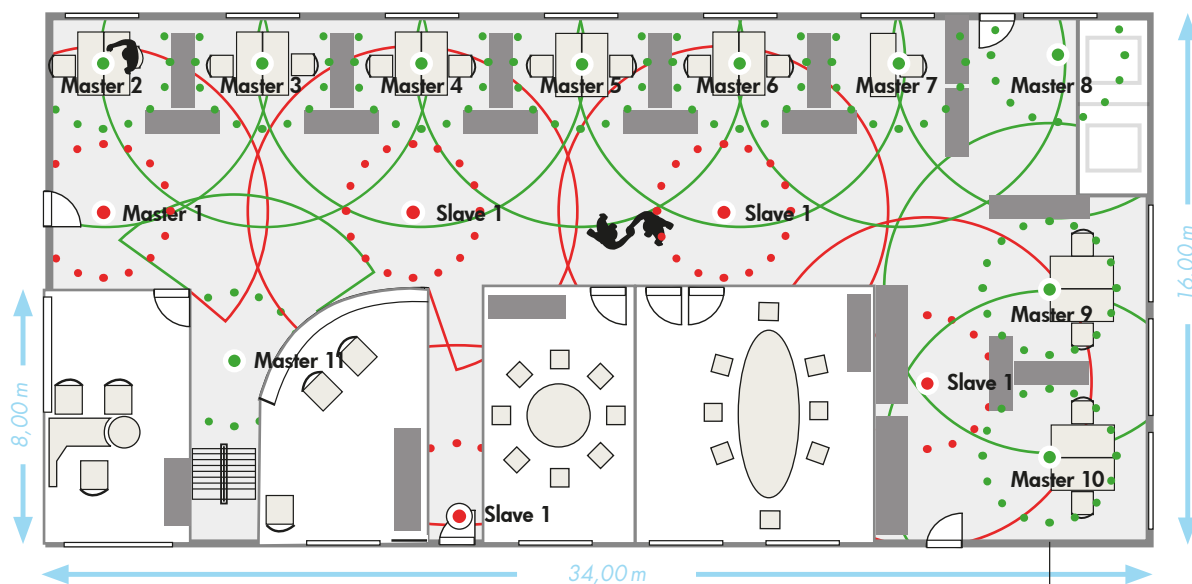 Master 2
Master 3
Master 4
Master 5
Master 6
Master 7
Master 8
Master 1
Slave 1
Slave 1
16,00 m
Master 9
Master 11
Slave 1
8,00 m
Master 10
Slave 1
34,00 m